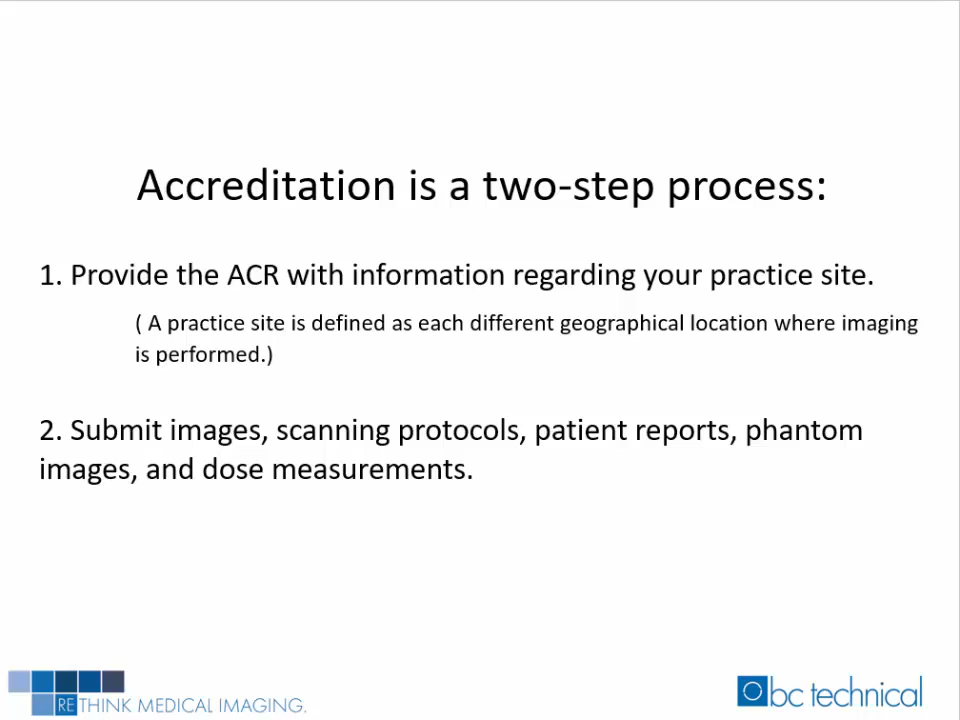 Accreditation is a two-step process:
1. Provide the ACR with information regarding your practice site.
( A practice site is defined as each different geographical location where imaging
is performed.)
2. Submit images, scanning protocols, patient reports, phantom
images, and dose measurements.
RETHINK MEDICAL IMAGING.
bc technical